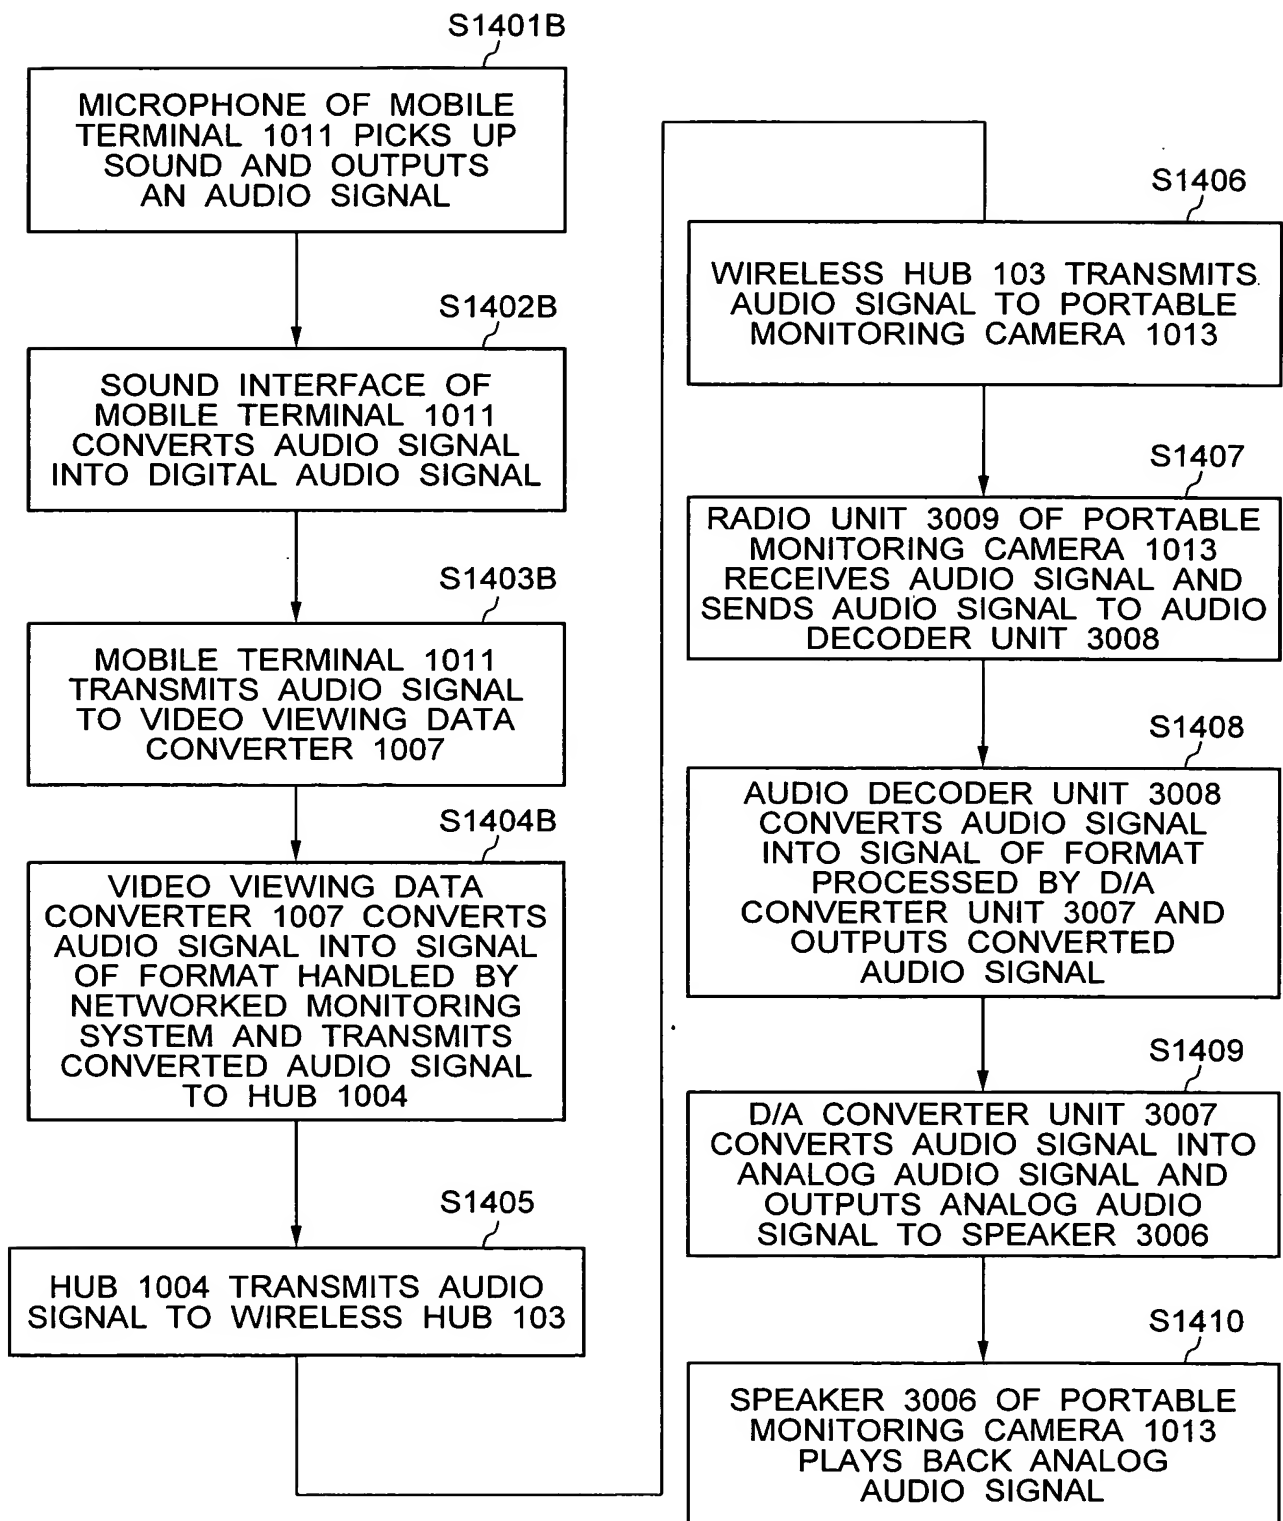 S1401B
MICROPHONE OF MOBILE
TERMINAL 1011 PICKS UP
SOUND AND OUTPUTS
AN AUDIO SIGNAL
S1402B
SOUND INTERFACE OF
MOBILE TERMINAL 1011
CONVERTS AUDIO SIGNAL
INTO DIGITAL AUDIO SIGNAL
S1403B
MOBILE TERMINAL 1011
TRANSMITS AUDIO SIGNAL
TO VIDEO VIEWING DATA
CONVERTER 1007
S1404B
VIDEO VIEWING DATA
CONVERTER 1007 CONVERTS
AUDIO SIGNAL INTO SIGNAL
OF FORMAT HANDLED BY
NETWORKED MONITORING
SYSTEM AND TRANSMITS
CONVERTED AUDIO SIGNAL
TO HUB 1004
S1405
HUB 1004 TRANSMITS AUDIO
SIGNAL TO WIRELESS HUB 103
S1406
WIRELESS HUB 103 TRANSMITS
AUDIO SIGNAL TO PORTABLE
MONITORING CAMERA 1013
S1407
RADIO UNIT 3009 OF PORTABLE
MONITORING CAMERA 1013
RECEIVES AUDIO SIGNAL AND
SENDS AUDIO SIGNAL TO AUDIO
DECODER UNIT 3008
S1408
AUDIO DECODER UNIT 3008
CONVERTS AUDIO SIGNAL
INTO SIGNAL OF FORMAT
PROCESSED BY D/A
CONVERTER UNIT 3007 AND
OUTPUTS CONVERTED
AUDIO SIGNAL
S1409
D/A CONVERTER UNIT 3007
CONVERTS AUDIO SIGNAL INTO
ANALOG AUDIO SIGNAL AND
OUTPUTS ANALOG AUDIO
SIGNAL TO SPEAKER 3006
S1410
SPEAKER 3006 OF PORTABLE
MONITORING CAMERA 1013
PLAYS BACK ANALOG
AUDIO SIGNAL